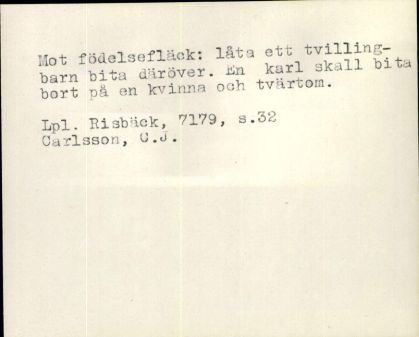 Mot födelsefläck: låta ett tvilling-
barn bita däröver. En karl skall bita
bort på en kvinna och tvärtom.
Lpl. Risbäck, 7179, s.32
Carlsson, C.J.